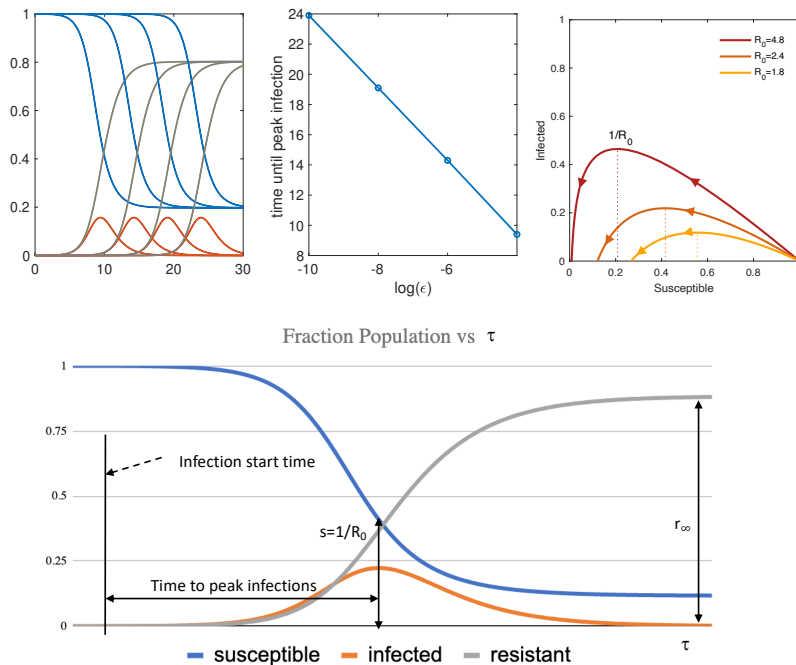 1
0.8
0.6
0.4
0.2
0
0 10 20 30
24
22
20
18
16
14
12
10
8
time until peak infection
-10 -8 -6 -4
log(ϵ)
1
0.8
0.6
0.4
0.2
0
Infected
R0=4.8
R0=2.4
R0=1.8
1/R0
0 0.2 0.4 0.6 0.8
Susceptible
Fraction Population vs τ
1
0.75
0.5
0.25
0
Infection start time
s=1/R0
r∞
Time to peak infections
τ
susceptible infected resistant